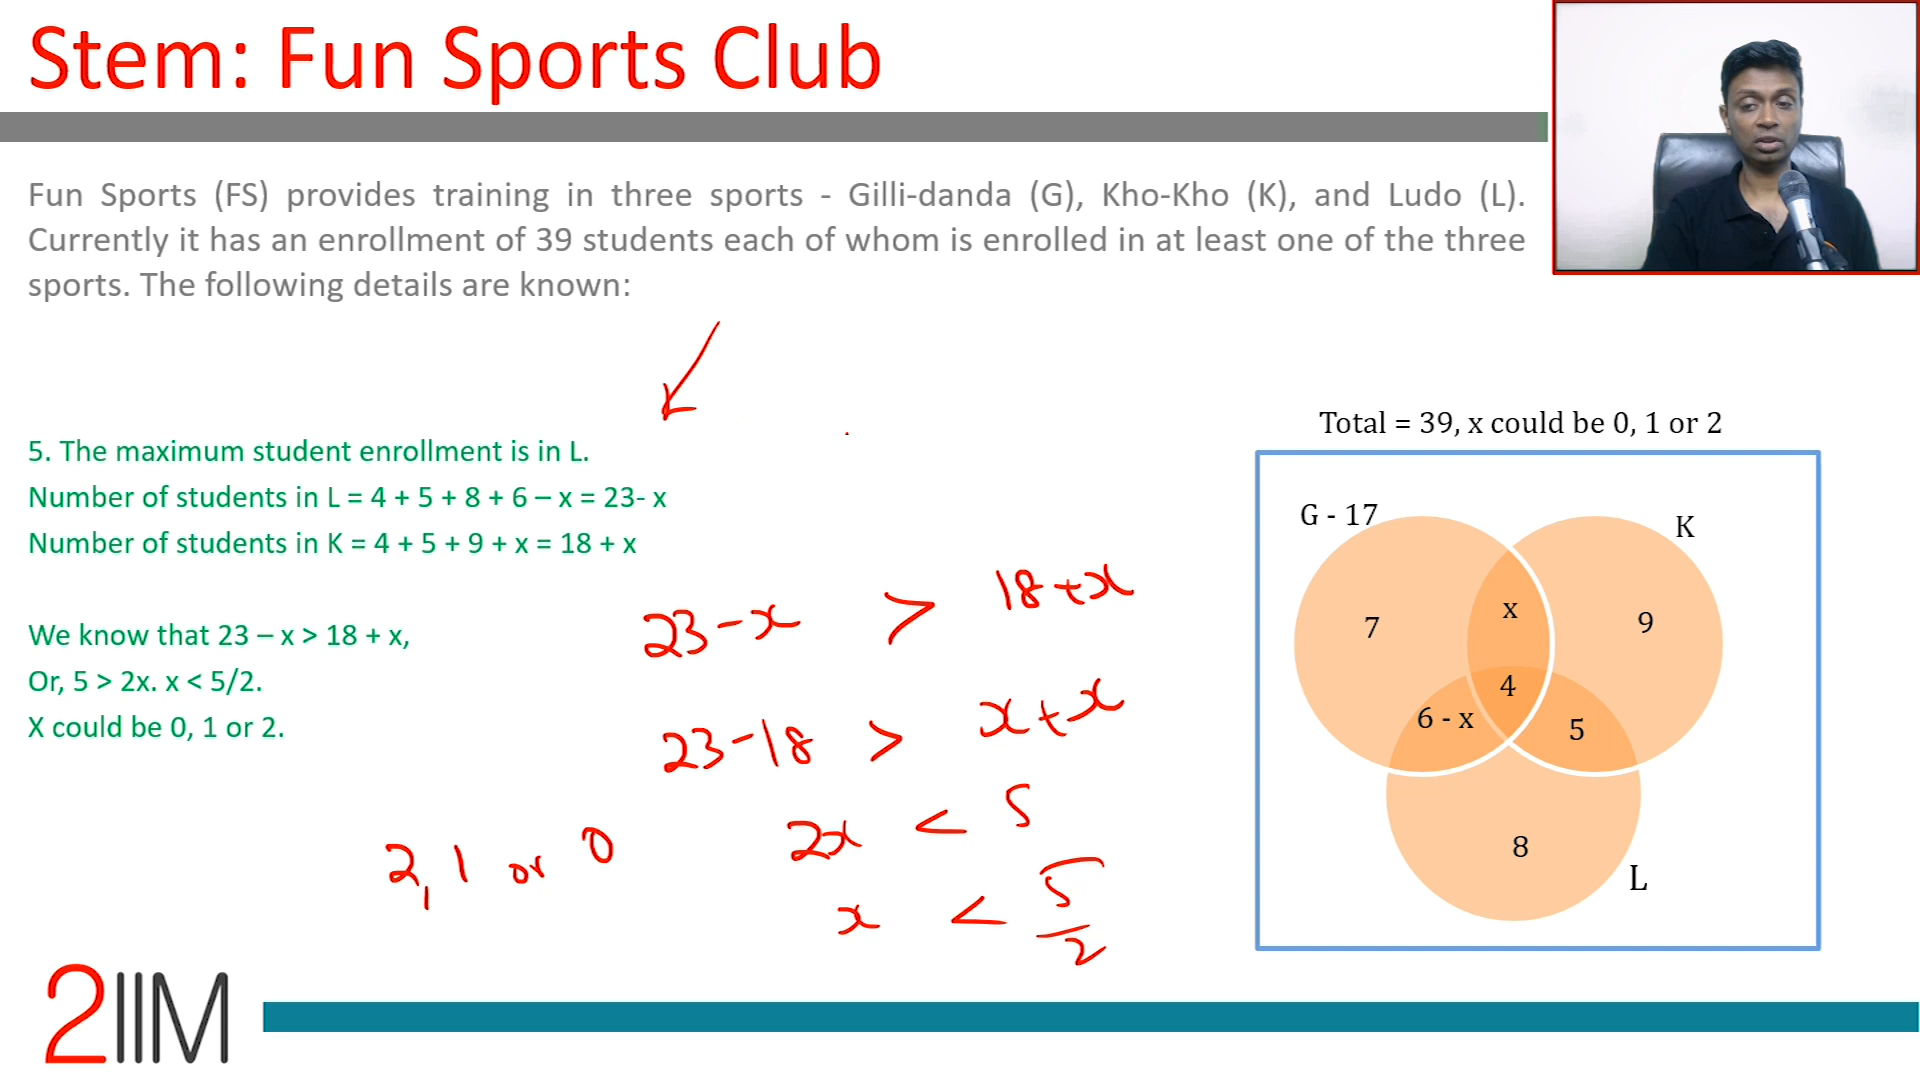 Stem: Fun Sports Club
Fun Sports (FS) provides training in three sports - Gilli-danda (G), Kho-Kho (K), and Ludo (L).
Currently it has an enrollment of 39 students each of whom is enrolled in at least one of the three
sports. The following details are known:
5. The maximum student enrollment is in L.
Number of students in L = 4 + 5 + 8 + 6 – x = 23- x
Number of students in K = 4 + 5 + 9 + x = 18 + x
We know that 23 – x > 18 + x,
Or, 5 > 2x. x < 5/2.
X could be 0, 1 or 2.
23 - x > 18 + x
23 - 18 > x + x
2x < 5
x < 5/2
2, 1 or 0
Total = 39, x could be 0, 1 or 2
G - 17
K
x
7
9
4
6 - x
5
8
L
2IIM